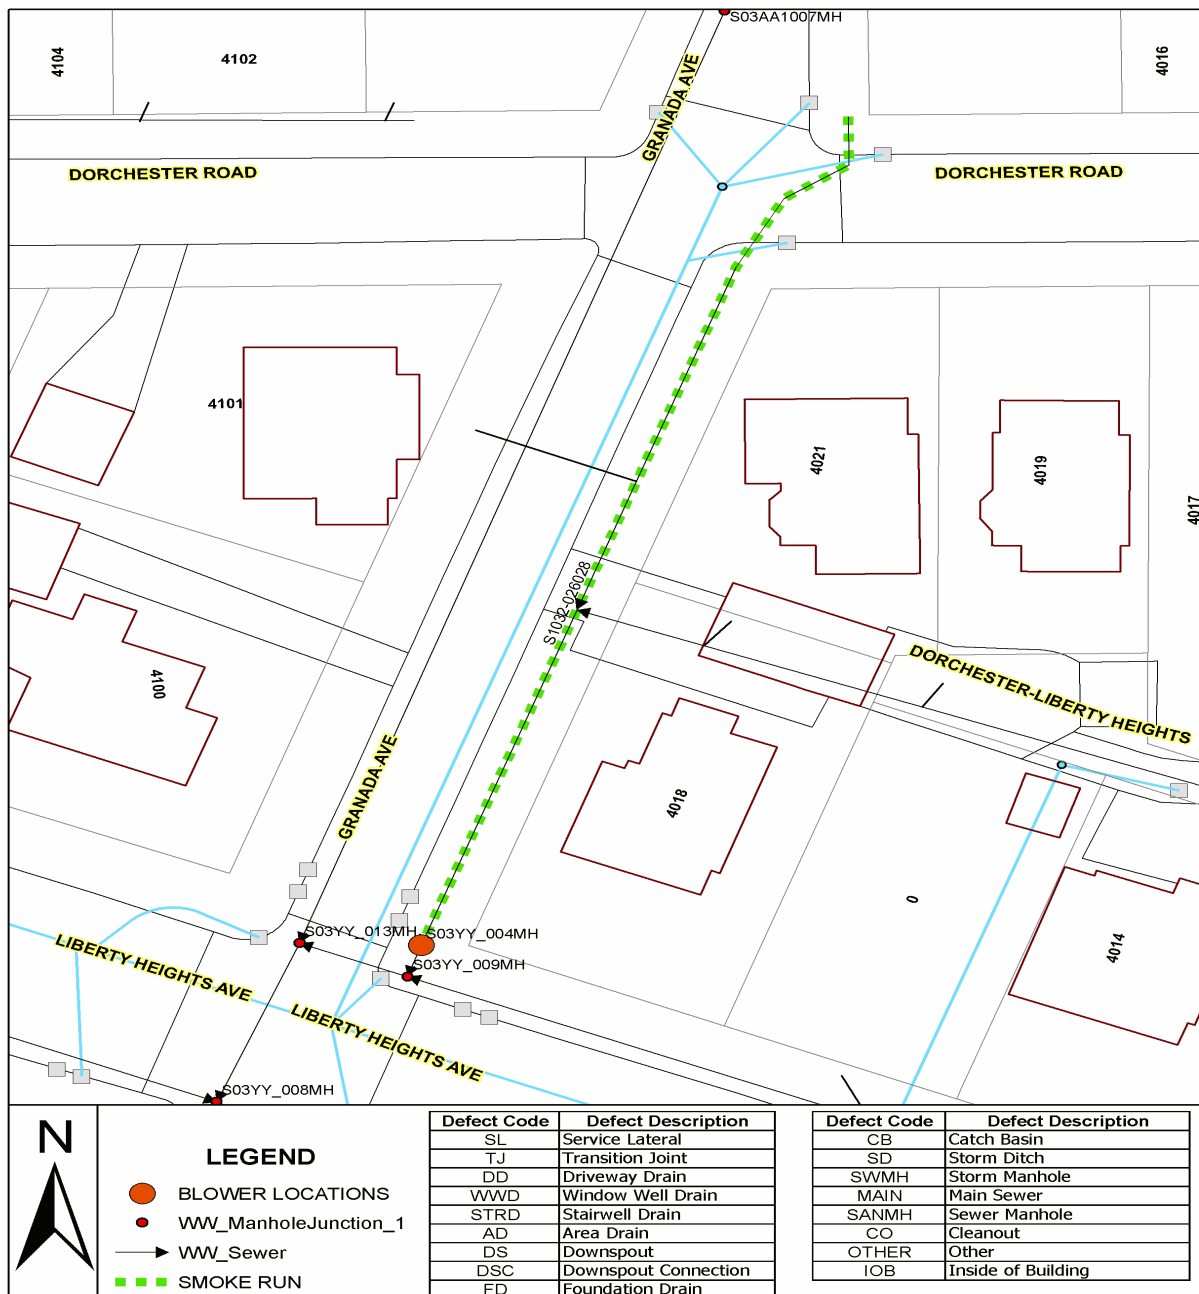 S03AA1007MH
4104
4102
4016
GRANADA AVE
DORCHESTER ROAD
DORCHESTER ROAD
4101
4021
4019
4017
S1032-026028
4100
DORCHESTER-LIBERTY HEIGHTS
GRANADA AVE
4018
0
4014
S03YY_013MH
S03YY_004MH
S03YY_009MH
LIBERTY HEIGHTS AVE
LIBERTY HEIGHTS AVE
S03YY_008MH
N
LEGEND
BLOWER LOCATIONS
WW_ManholeJunction_1
WW_Sewer
SMOKE RUN
Defect Code Defect Description
SL Service Lateral
TJ Transition Joint
DD Driveway Drain
WWD Window Well Drain
STRD Stairwell Drain
AD Area Drain
DS Downspout
DSC Downspout Connection
FD Foundation Drain
Defect Code Defect Description
CB Catch Basin
SD Storm Ditch
SWMH Storm Manhole
MAIN Main Sewer
SANMH Sewer Manhole
CO Cleanout
OTHER Other
IOB Inside of Building